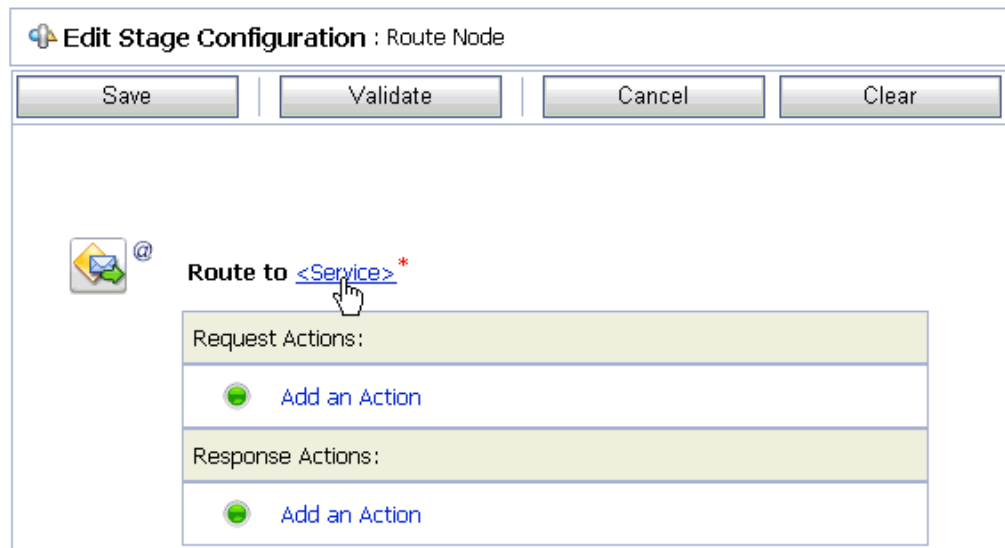 Edit Stage Configuration : Route Node
Save Validate Cancel Clear
@
Route to <Service>*
Request Actions:
Add an Action
Response Actions:
Add an Action